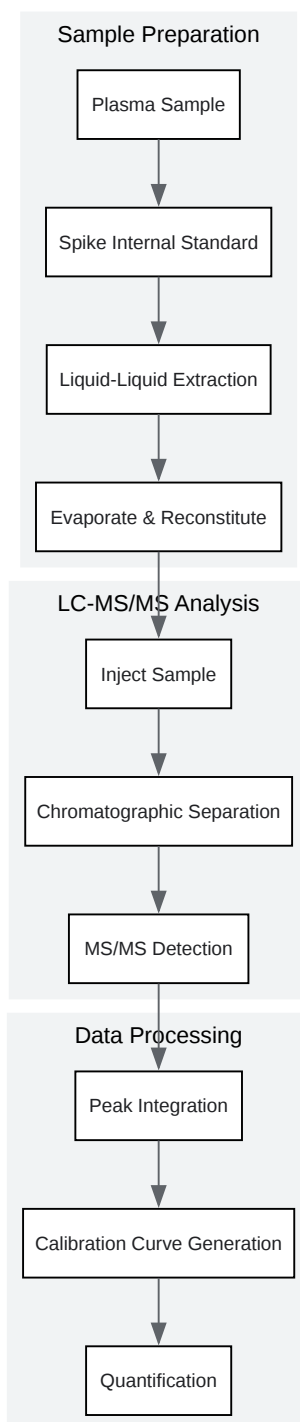 Sample Preparation
Plasma Sample
Spike Internal Standard
Liquid-Liquid Extraction
Evaporate & Reconstitute
LC-MS/MS Analysis
Inject Sample
Chromatographic Separation
MS/MS Detection
Data Processing
Peak Integration
Calibration Curve Generation
Quantification